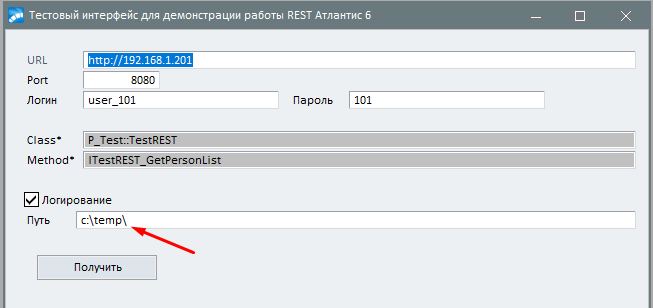 Тестовый интерфейс для демонстрации работы REST Атлантис 6
URL http://192.168.1.201
Port 8080
Логин user_101 Пароль 101
Class* P_Test::TestREST
Method* ITestREST_GetPersonList
Логирование
Путь c:\temp\
Получить